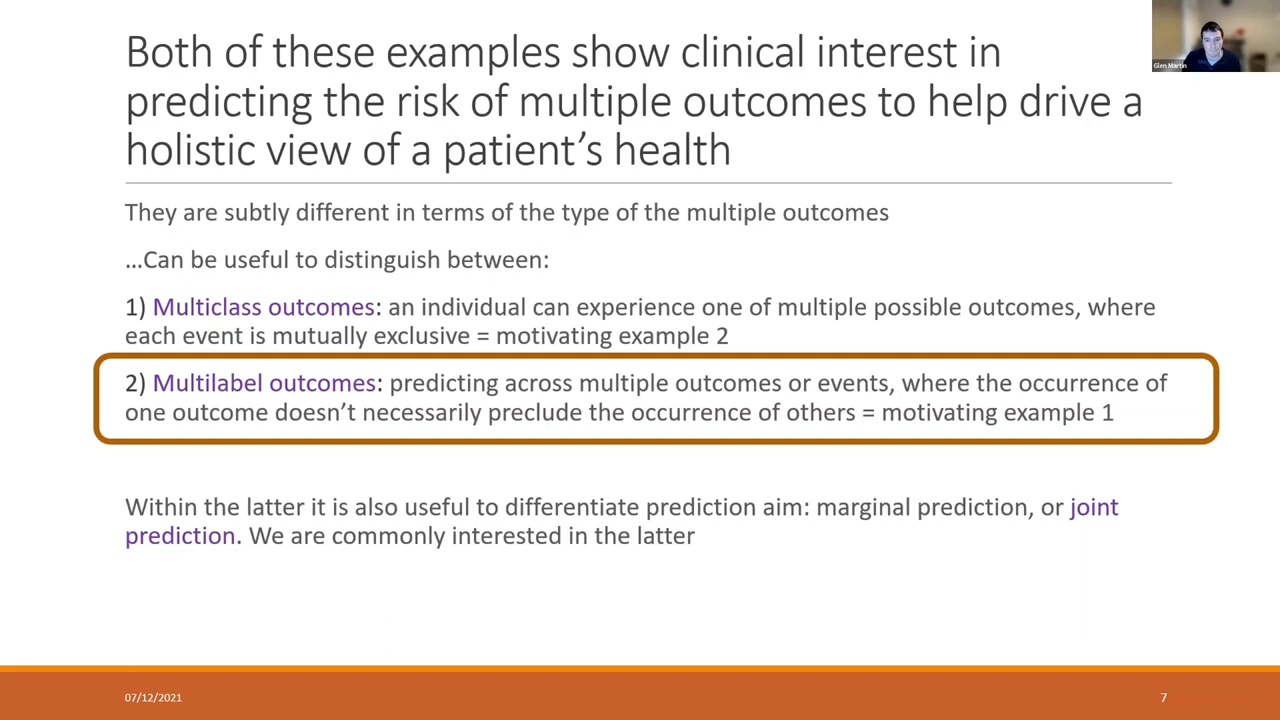 Both of these examples show clinical interest in
predicting the risk of multiple outcomes to help drive a
holistic view of a patient’s health
Glen Martin
They are subtly different in terms of the type of the multiple outcomes
…Can be useful to distinguish between:
1) Multiclass outcomes: an individual can experience one of multiple possible outcomes, where
each event is mutually exclusive = motivating example 2
2) Multilabel outcomes: predicting across multiple outcomes or events, where the occurrence of
one outcome doesn’t necessarily preclude the occurrence of others = motivating example 1
Within the latter it is also useful to differentiate prediction aim: marginal prediction, or joint
prediction. We are commonly interested in the latter
07/12/2021
7